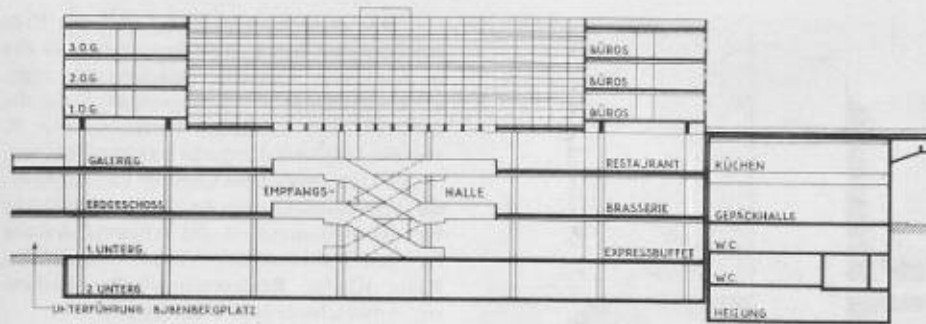 3.O.G. BÜROS
2.O.G. BÜROS
1.O.G. BÜROS
GALERIE RESTAURANT KÜCHEN
EMPFANGS- HALLE
ERDGESCHOSS BRASSERIE GEPÄCKHALLE
1.UNTERG. EXPRESSBUFFET W.C.
2.UNTERG. W.C.
UNTERFÜHRUNG BUBENBERGPLATZ HEIZUNG